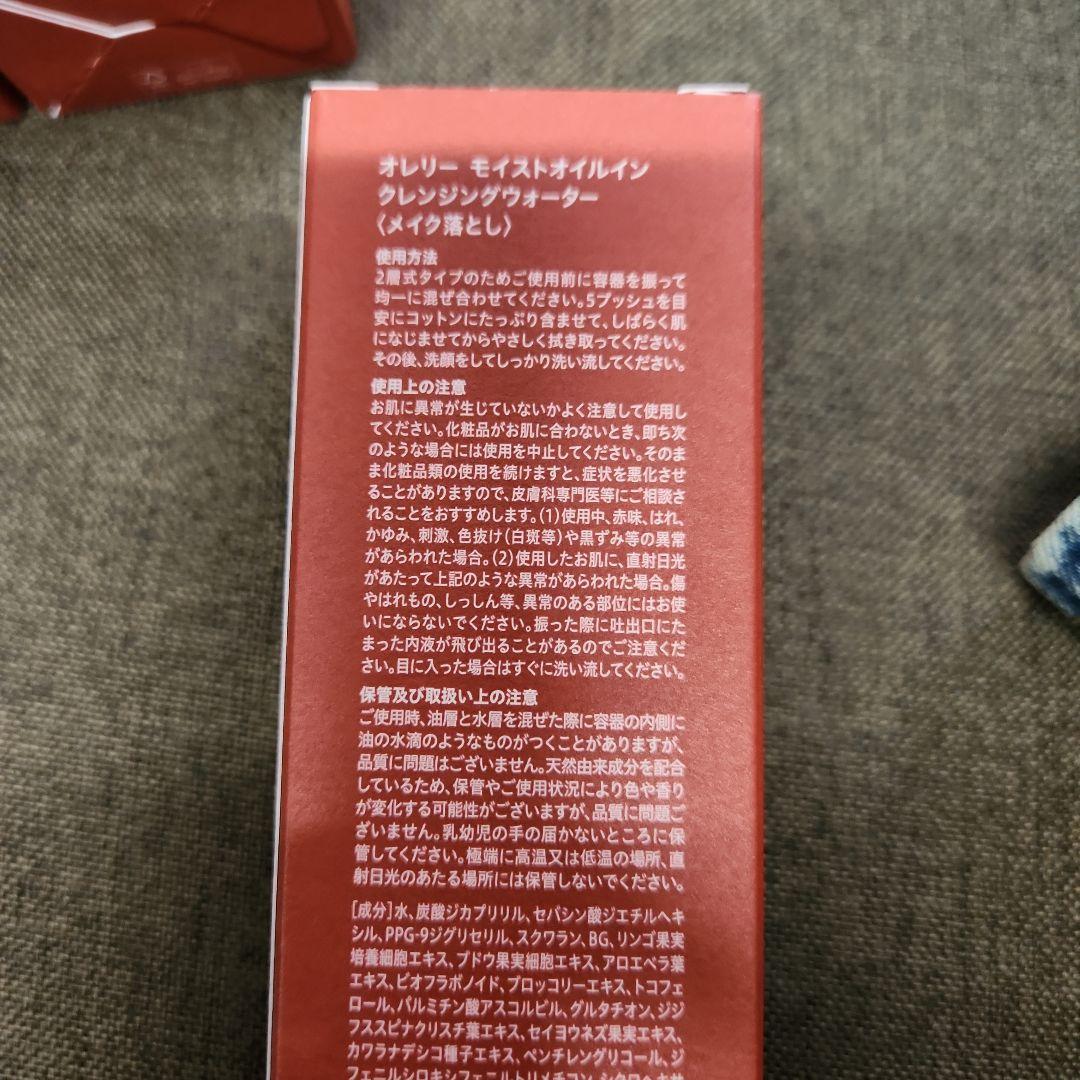 オレリー モイストオイルイン
クレンジングウォーター
〈メイク落とし〉
使用方法
2層式タイプのためご使用前に容器を振って
均一に混ぜ合わせてください。5プッシュを目
安にコットンにたっぷり含ませて、しばらく肌
になじませてからやさしく拭き取ってください。
その後、洗顔をしてしっかり洗い流してください。
使用上の注意
お肌に異常が生じていないかよく注意して使用し
てください。化粧品がお肌に合わないとき、即ち次
のような場合には使用を中止してください。そのま
ま化粧品類の使用を続けますと、症状を悪化させ
ることがありますので、皮膚科専門医等にご相談さ
れることをおすすめします。(1)使用中、赤味、はれ、
かゆみ、刺激、色抜け(白斑等)や黒ずみ等の異常
があらわれた場合。(2)使用したお肌に、直射日光
があたって上記のような異常があらわれた場合。傷
やはれもの、しっしん等、異常のある部位にはお使
いにならないでください。振った際に吐出口にた
まった内液が飛び出ることがあるのでご注意くだ
さい。目に入った場合はすぐに洗い流してください。
保管及び取扱い上の注意
ご使用時、油層と水層を混ぜた際に容器の内側に
油の水滴のようなものがつくことがありますが、
品質に問題はございません。天然由来成分を配合
しているため、保管やご使用状況により色や香り
が変化する可能性がございますが、品質に問題ご
ざいません。乳幼児の手の届かないところに保
管してください。極端に高温又は低温の場所、直
射日光のあたる場所には保管しないでください。
[成分]水、炭酸ジカプリリル、セバシン酸ジエチルヘキ
シル、PPG-9ジグリセリル、スクワラン、BG、リンゴ果実
培養細胞エキス、ブドウ果実細胞エキス、アロエベラ葉
エキス、ビオフラボノイド、ブロッコリーエキス、トコフェ
ロール、パルミチン酸アスコルビル、グルタチオン、ジジ
フススピナクリスチ葉エキス、セイヨウネズ果実エキス、
カワラナデシコ種子エキス、ペンチレングリコール、ジ
フェニルシロキシフェニルトリメチコン、シクロヘキサ